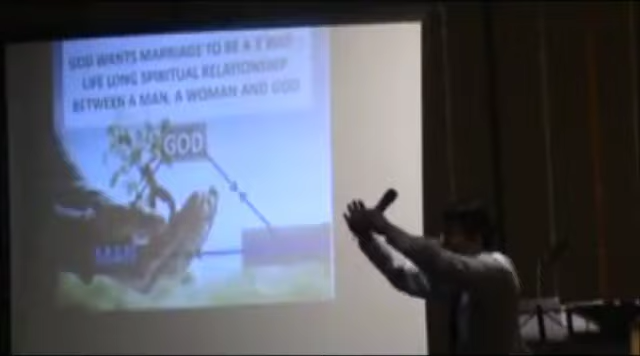 GOD WANTS MARRIAGE TO BE A 3 WAY
LIFE LONG SPIRITUAL RELATIONSHIP
BETWEEN A MAN, A WOMAN AND GOD
GOD
MAN